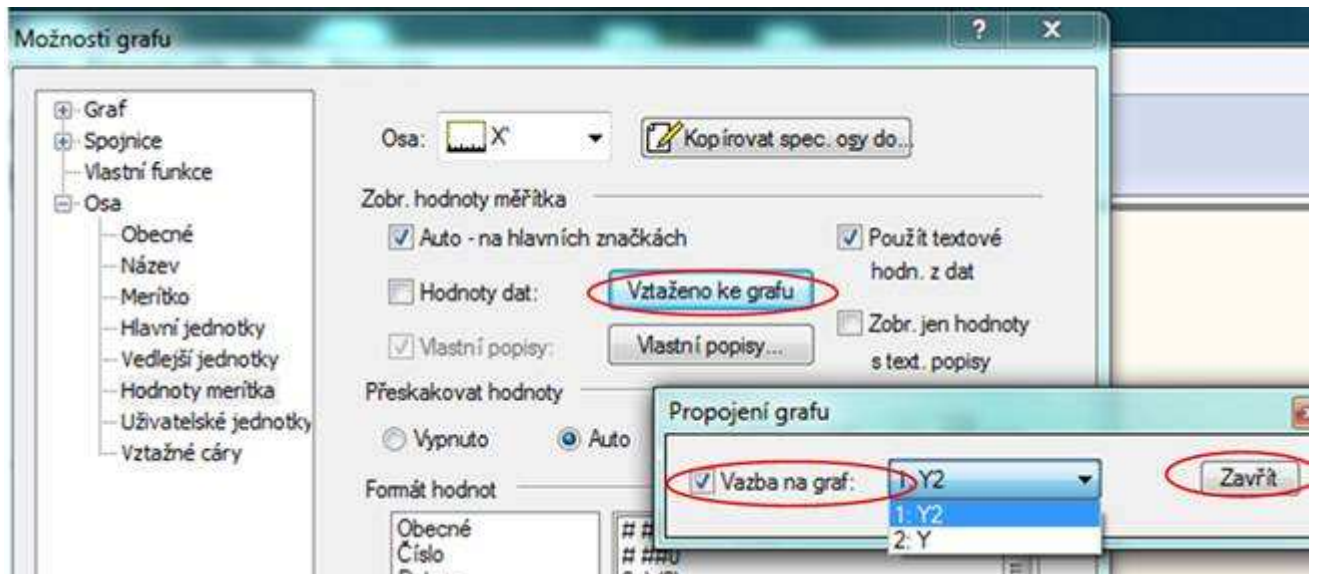 Možnosti grafu
? x
Graf
Spojnice
Vlastní funkce
Osa
Obecné
Název
Merítko
Hlavní jednotky
Vedlejší jednotky
Hodnoty merítka
Uživatelské jednotky
Vztažné cáry
Osa: X'
Kopírovat spec. osy do...
Zobr. hodnoty měřítka
Auto - na hlavních značkách
Použít textové
hodn. z dat
Hodnoty dat:
Vztaženo ke grafu
Zobr. jen hodnoty
s text. popisy
Vlastní popisy:
Vlastní popisy...
Přeskakovat hodnoty
Vypnuto
Auto
Formát hodnot
Obecné
Číslo
# ##0
Propojení grafu
Vazba na graf:
1: Y2
Zavřít
1: Y2
2: Y